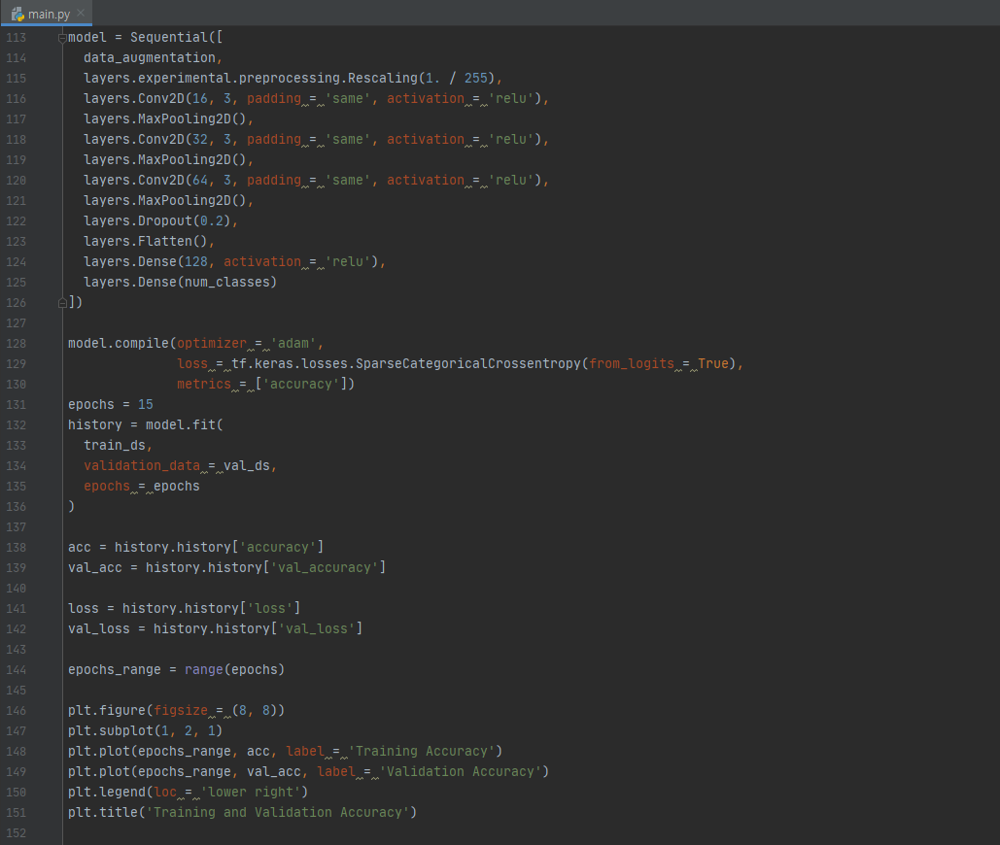 main.py
113 model = Sequential([
114   data_augmentation,
115   layers.experimental.preprocessing.Rescaling(1. / 255),
116   layers.Conv2D(16, 3, padding = 'same', activation = 'relu'),
117   layers.MaxPooling2D(),
118   layers.Conv2D(32, 3, padding = 'same', activation = 'relu'),
119   layers.MaxPooling2D(),
120   layers.Conv2D(64, 3, padding = 'same', activation = 'relu'),
121   layers.MaxPooling2D(),
122   layers.Dropout(0.2),
123   layers.Flatten(),
124   layers.Dense(128, activation = 'relu'),
125   layers.Dense(num_classes)
126 ])
127
128 model.compile(optimizer = 'adam',
129               loss = tf.keras.losses.SparseCategoricalCrossentropy(from_logits = True),
130               metrics = ['accuracy'])
131 epochs = 15
132 history = model.fit(
133   train_ds,
134   validation_data = val_ds,
135   epochs = epochs
136 )
137
138 acc = history.history['accuracy']
139 val_acc = history.history['val_accuracy']
140
141 loss = history.history['loss']
142 val_loss = history.history['val_loss']
143
144 epochs_range = range(epochs)
145
146 plt.figure(figsize = (8, 8))
147 plt.subplot(1, 2, 1)
148 plt.plot(epochs_range, acc, label = 'Training Accuracy')
149 plt.plot(epochs_range, val_acc, label = 'Validation Accuracy')
150 plt.legend(loc = 'lower right')
151 plt.title('Training and Validation Accuracy')
152